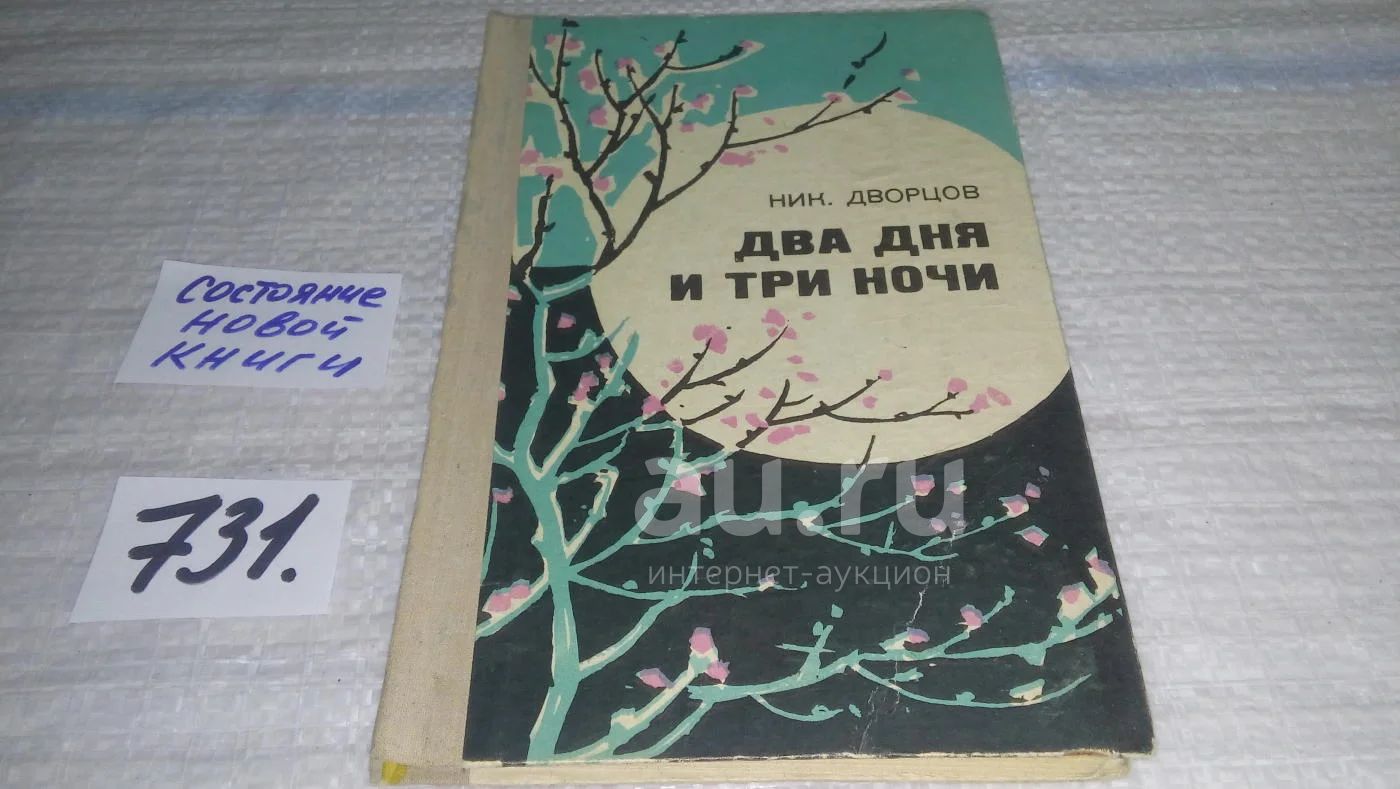 НИК. ДВОРЦОВ
ДВА ДНЯ
И ТРИ НОЧИ
состояние
новой
книги
731.
au.ru
интернет-аукцион